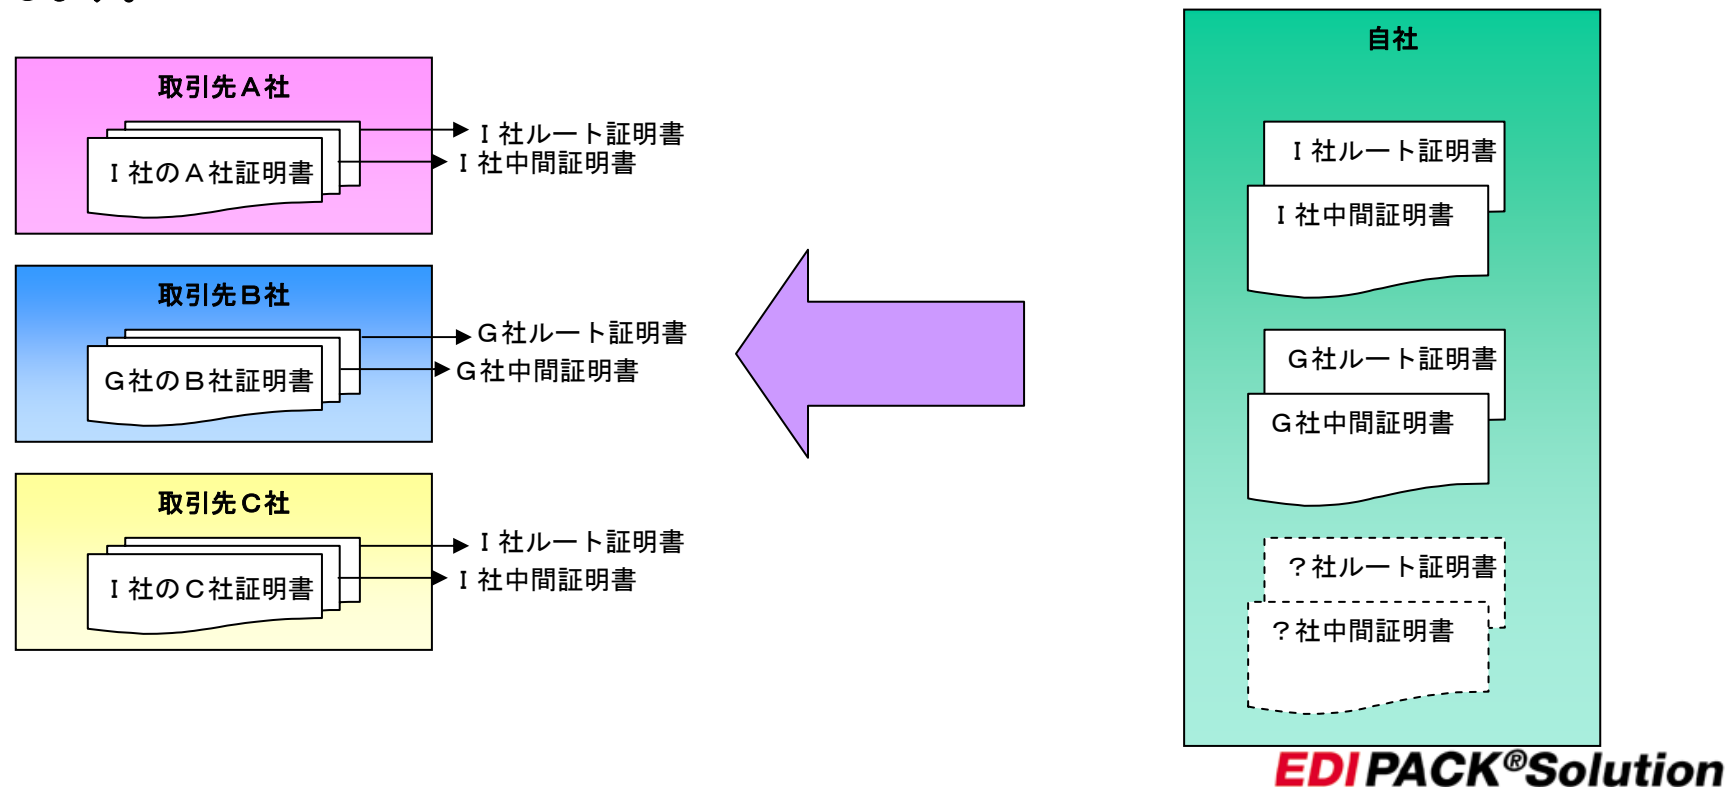 取引先Ａ社
Ｉ社のＡ社証明書
Ｉ社ルート証明書
Ｉ社中間証明書
取引先Ｂ社
Ｇ社のＢ社証明書
Ｇ社ルート証明書
Ｇ社中間証明書
取引先Ｃ社
Ｉ社のＣ社証明書
Ｉ社ルート証明書
Ｉ社中間証明書
自社
Ｉ社ルート証明書
Ｉ社中間証明書
Ｇ社ルート証明書
Ｇ社中間証明書
？社ルート証明書
？社中間証明書
EDI PACK®Solution